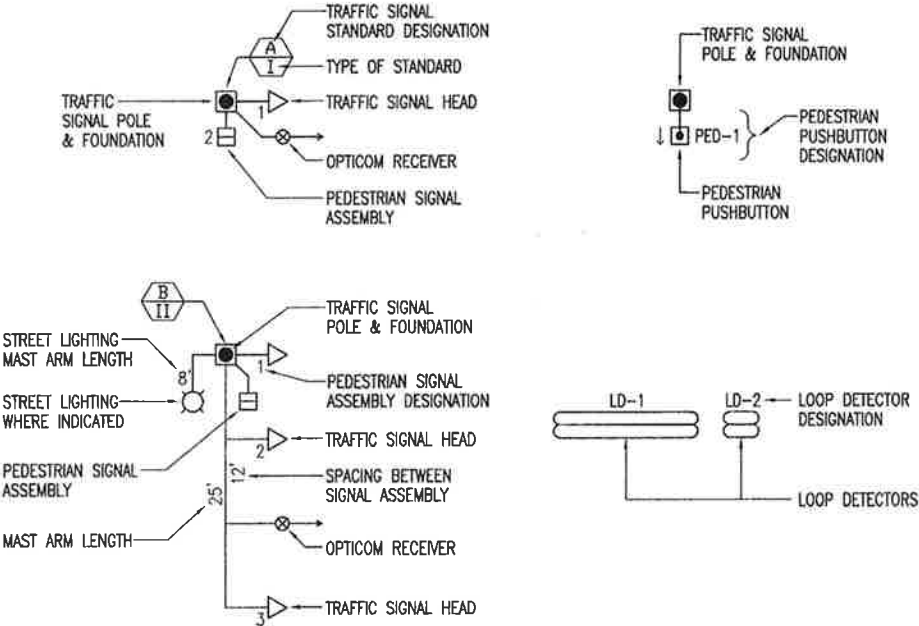 TRAFFIC SIGNAL
STANDARD DESIGNATION
A
I
TYPE OF STANDARD
TRAFFIC
SIGNAL POLE
& FOUNDATION
1
TRAFFIC SIGNAL HEAD
2
OPTICOM RECEIVER
PEDESTRIAN SIGNAL
ASSEMBLY
TRAFFIC SIGNAL
POLE & FOUNDATION
PED-1
PEDESTRIAN
PUSHBUTTON
DESIGNATION
PEDESTRIAN
PUSHBUTTON
B
II
TRAFFIC SIGNAL
POLE & FOUNDATION
STREET LIGHTING
MAST ARM LENGTH
8'
1
PEDESTRIAN SIGNAL
ASSEMBLY DESIGNATION
STREET LIGHTING
WHERE INDICATED
2
TRAFFIC SIGNAL HEAD
PEDESTRIAN SIGNAL
ASSEMBLY
12'
25'
SPACING BETWEEN
SIGNAL ASSEMBLY
MAST ARM LENGTH
OPTICOM RECEIVER
3
TRAFFIC SIGNAL HEAD
LD-1
LD-2
LOOP DETECTOR
DESIGNATION
LOOP DETECTORS